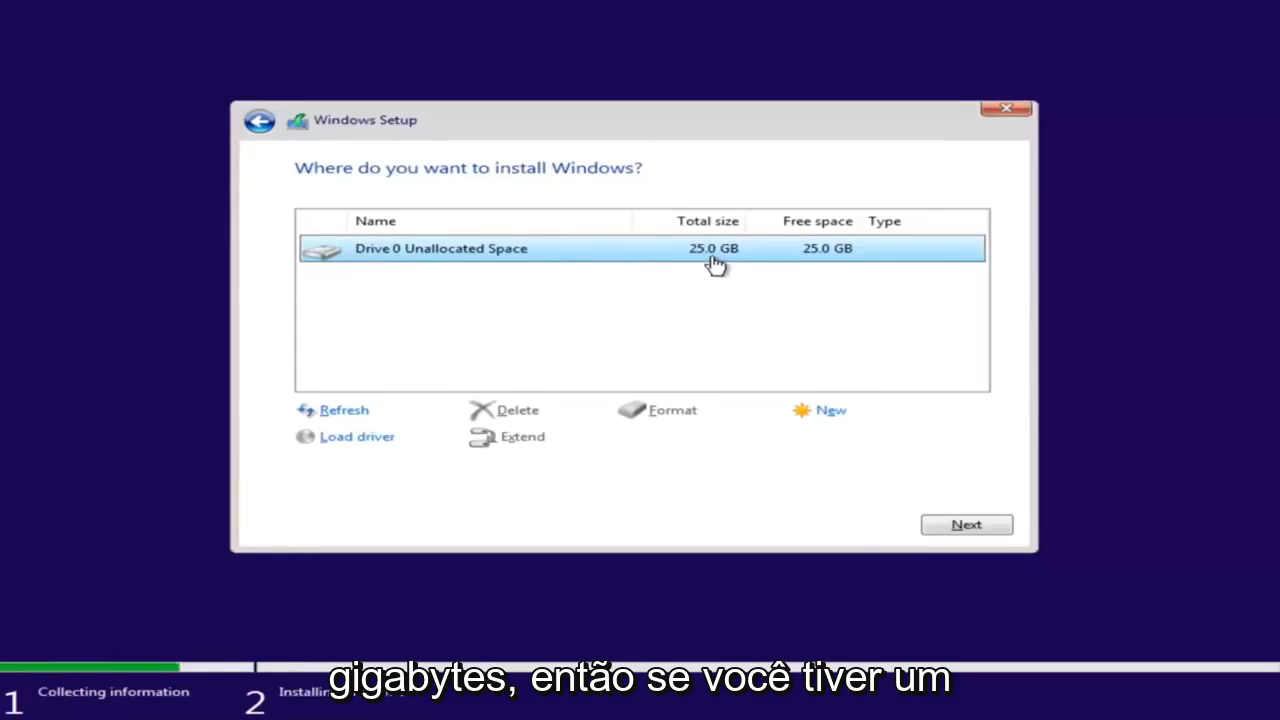 Windows Setup
Where do you want to install Windows?
Name Total size Free space Type
Drive 0 Unallocated Space 25.0 GB 25.0 GB
Refresh Delete Format New
Load driver Extend
Next
gigabytes, então se você tiver um
1 Collecting information 2